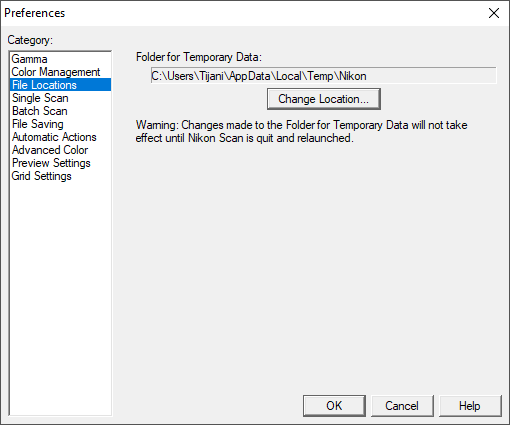 Preferences
Category:
Gamma
Color Management
File Locations
Single Scan
Batch Scan
File Saving
Automatic Actions
Advanced Color
Preview Settings
Grid Settings
Folder for Temporary Data:
C:\Users\Tijani\AppData\Local\Temp\Nikon
Change Location...
Warning: Changes made to the Folder for Temporary Data will not take
effect until Nikon Scan is quit and relaunched.
OK
Cancel
Help